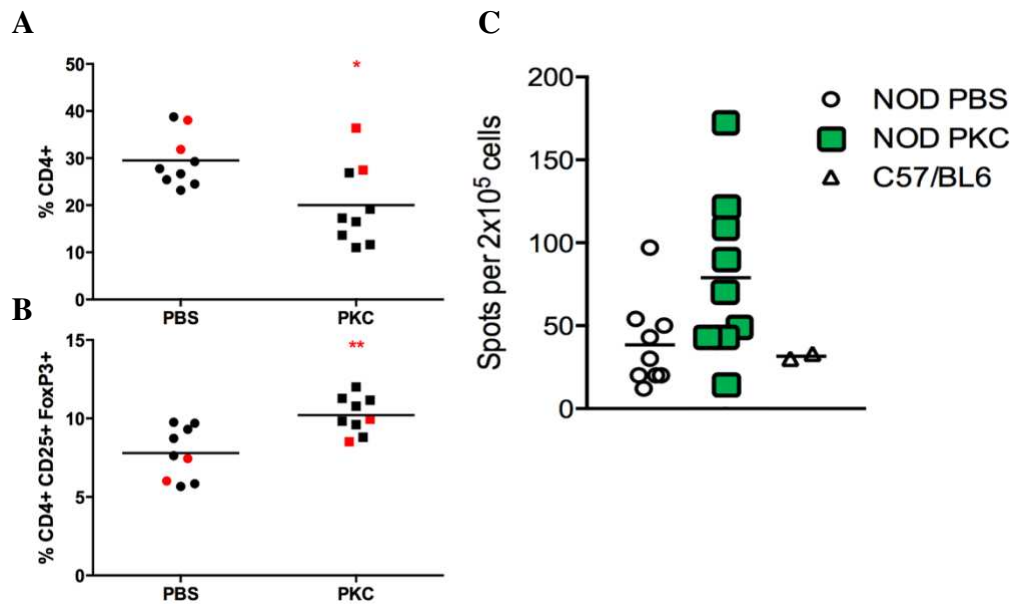 A
50
40
30
20
10
0
% CD4+
*
PBS
PKC
B
15
10
5
0
% CD4+ CD25+ FoxP3+
**
PBS
PKC
C
200
150
100
50
0
Spots per 2x10⁵ cells
NOD PBS
NOD PKC
C57/BL6